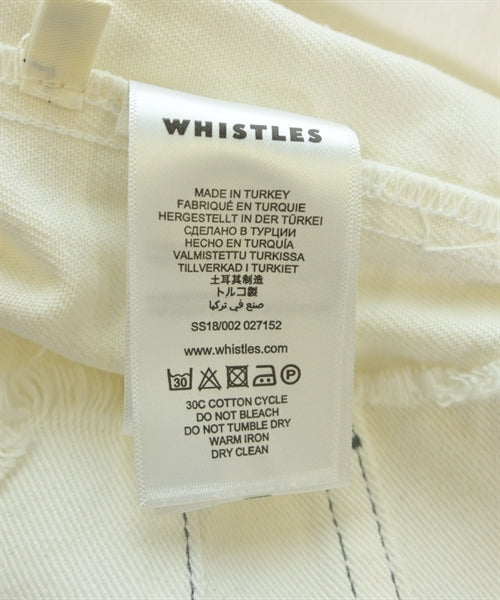 WHISTLES
MADE IN TURKEY
FABRIQUÉ EN TURQUIE
HERGESTELLT IN DER TÜRKEI
СДЕЛАНО В ТУРЦИИ
HECHO EN TURQUÍA
VALMISTETTU TURKISSA
TILLVERKAD I TURKIET
土耳其制造
トルコ製
صنع في تركيا
SS18/002 027152
www.whistles.com
30
P
30C COTTON CYCLE
DO NOT BLEACH
DO NOT TUMBLE DRY
WARM IRON
DRY CLEAN